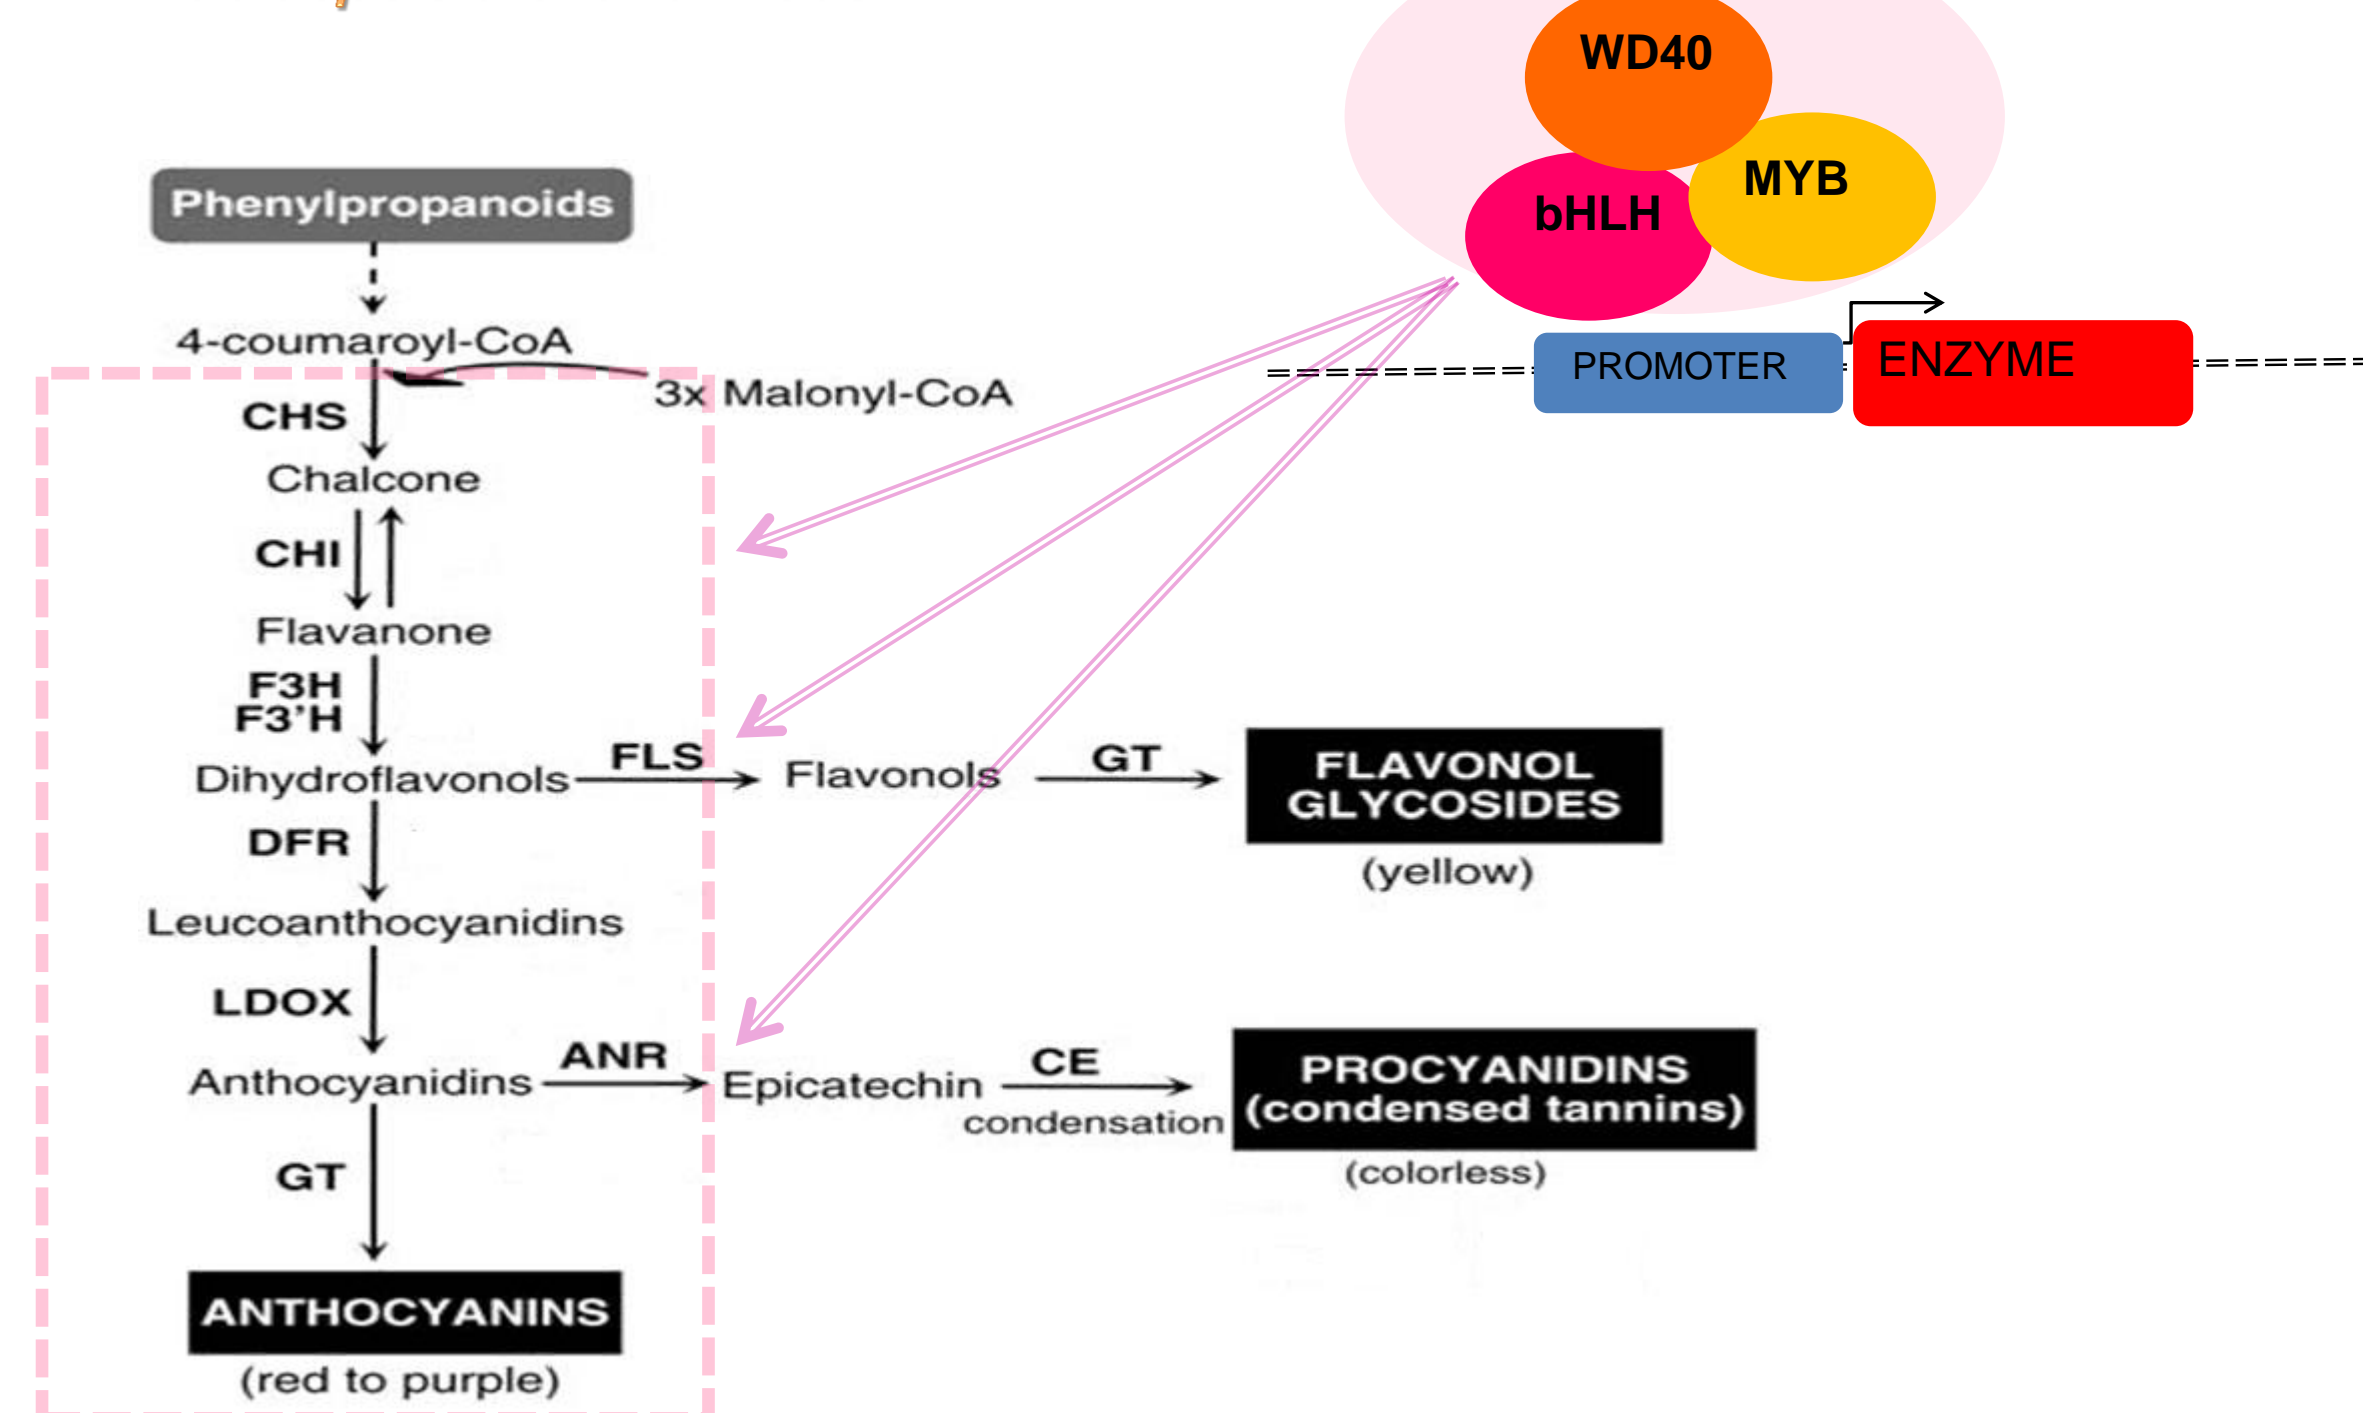 WD40
MYB
bHLH
PROMOTER
ENZYME
Phenylpropanoids
4-coumaroyl-CoA
3x Malonyl-CoA
CHS
Chalcone
CHI
Flavanone
F3H
F3’H
Dihydroflavonols
FLS
Flavonols
GT
FLAVONOL
GLYCOSIDES
(yellow)
DFR
Leucoanthocyanidins
LDOX
Anthocyanidins
ANR
Epicatechin
CE
condensation
PROCYANIDINS
(condensed tannins)
(colorless)
GT
ANTHOCYANINS
(red to purple)